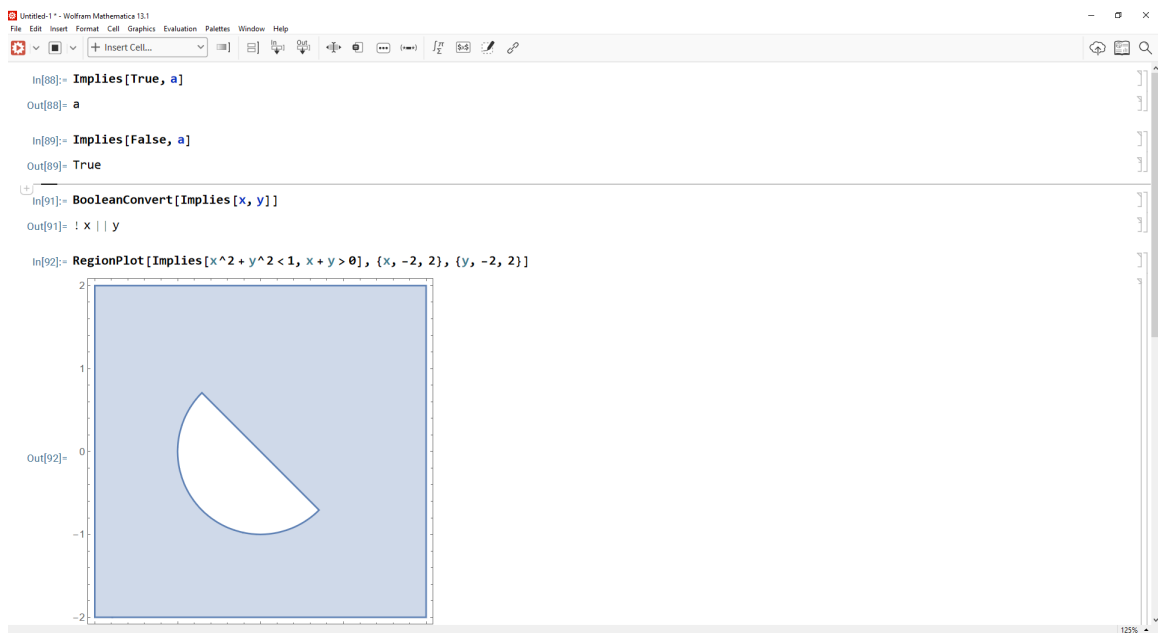 Untitled-1 * - Wolfram Mathematica 13.1
File Edit Insert Format Cell Graphics Evaluation Palettes Window Help
+ Insert Cell...
In[88]:= Implies[True, a]
Out[88]= a
In[89]:= Implies[False, a]
Out[89]= True
In[91]:= BooleanConvert[Implies[x, y]]
Out[91]= ! x || y
In[92]:= RegionPlot[Implies[x^2 + y^2 < 1, x + y > 0], {x, -2, 2}, {y, -2, 2}]
2
1
Out[92]= 0
-1
-2
125%